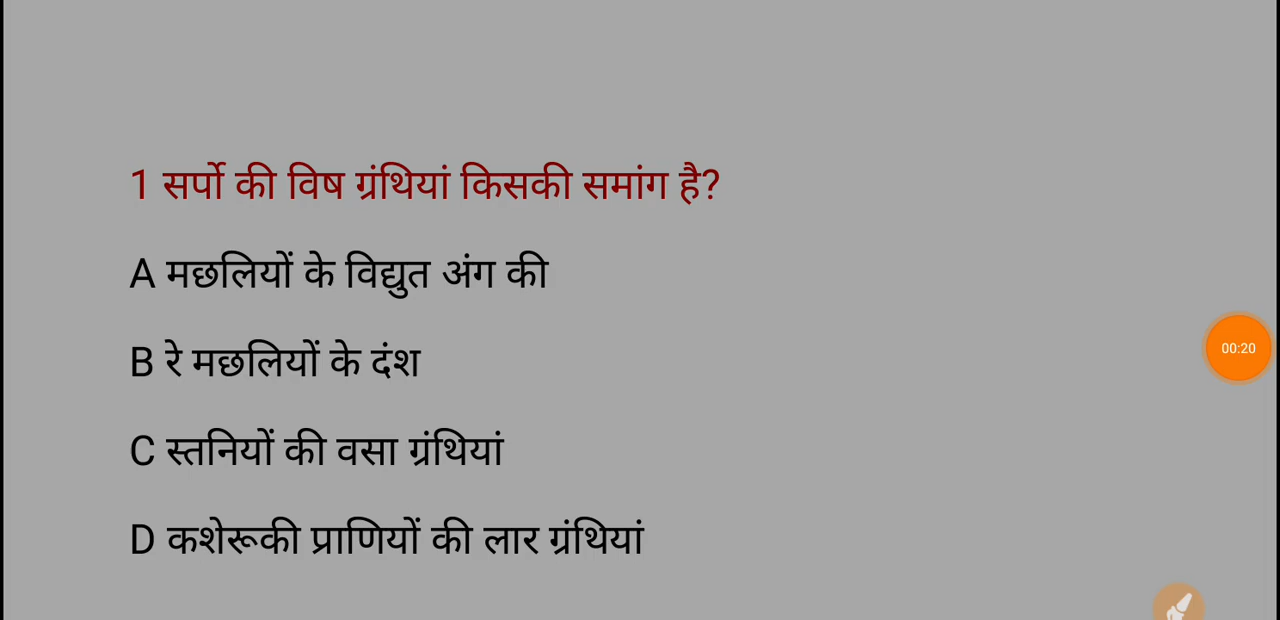 1 सर्पो की विष ग्रंथियां किसकी समांग है?
A मछलियों के विद्युत अंग की
B रे मछलियों के दंश
00:20
C स्तनियों की वसा ग्रंथियां
D कशेरूकी प्राणियों की लार ग्रंथियां